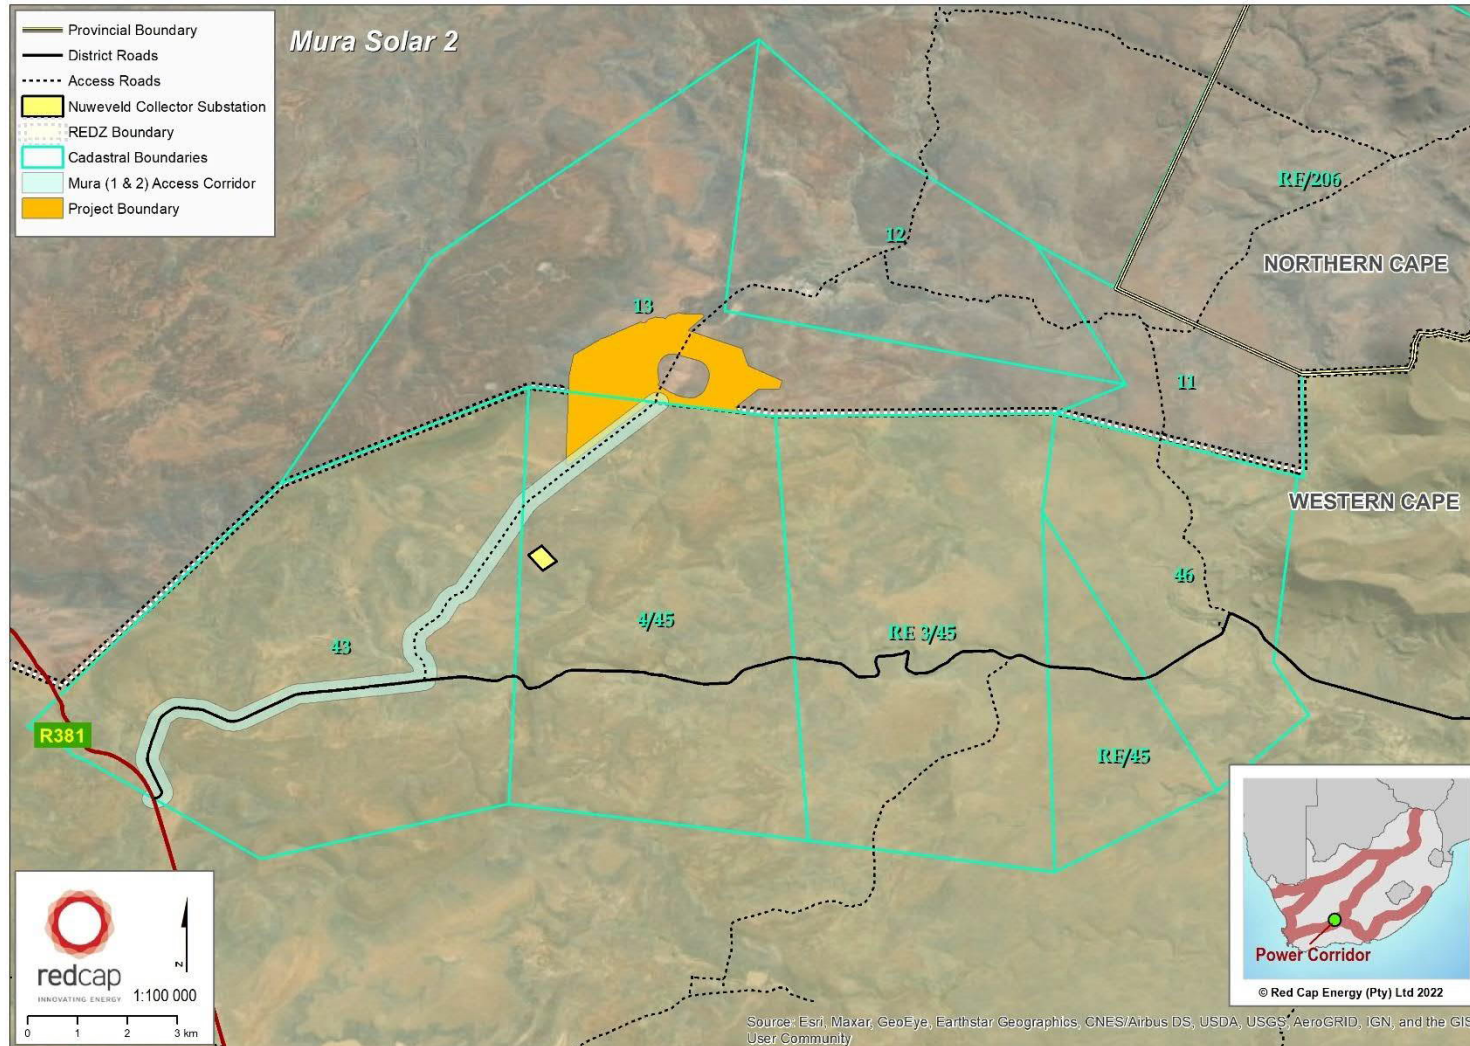 Mura Solar 2
Provincial Boundary
District Roads
Access Roads
Nuweveld Collector Substation
REDZ Boundary
Cadastral Boundaries
Mura (1 & 2) Access Corridor
Project Boundary
RE/206
12
NORTHERN CAPE
13
11
WESTERN CAPE
46
4/45
RE 3/45
43
R381
RE/45
Power Corridor
© Red Cap Energy (Pty) Ltd 2022
redcap
INNOVATING ENERGY
N
1:100 000
0 1 2 3 km
Source: Esri, Maxar, GeoEye, Earthstar Geographics, CNES/Airbus DS, USDA, USGS, AeroGRID, IGN, and the GIS
User Community